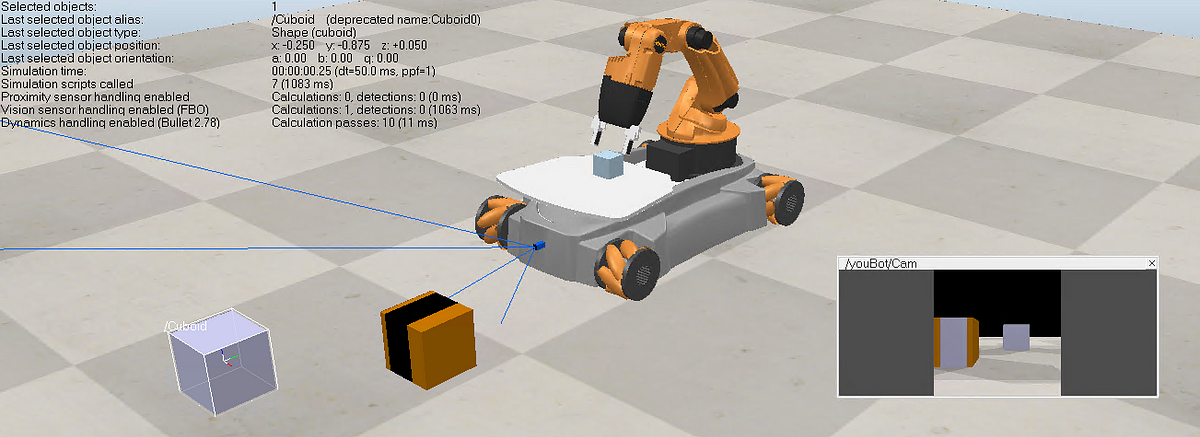 Selected objects: 1
Last selected object alias: /Cuboid (deprecated name:Cuboid0)
Last selected object type: Shape (cuboid)
Last selected object position: x: -0.250 y: -0.875 z: +0.050
Last selected object orientation: a: 0.00 b: 0.00 g: 0.00
Simulation time: 00:00:00.25 (dt=50.0 ms, ppf=1)
Simulation scripts called 7 (1083 ms)
Proximity sensor handling enabled Calculations: 0, detections: 0 (0 ms)
Vision sensor handling enabled (FBO) Calculations: 1, detections: 0 (1063 ms)
Dynamics handling enabled (Bullet 2.78) Calculation passes: 10 (11 ms)
/youBot/Cam
/Cuboid